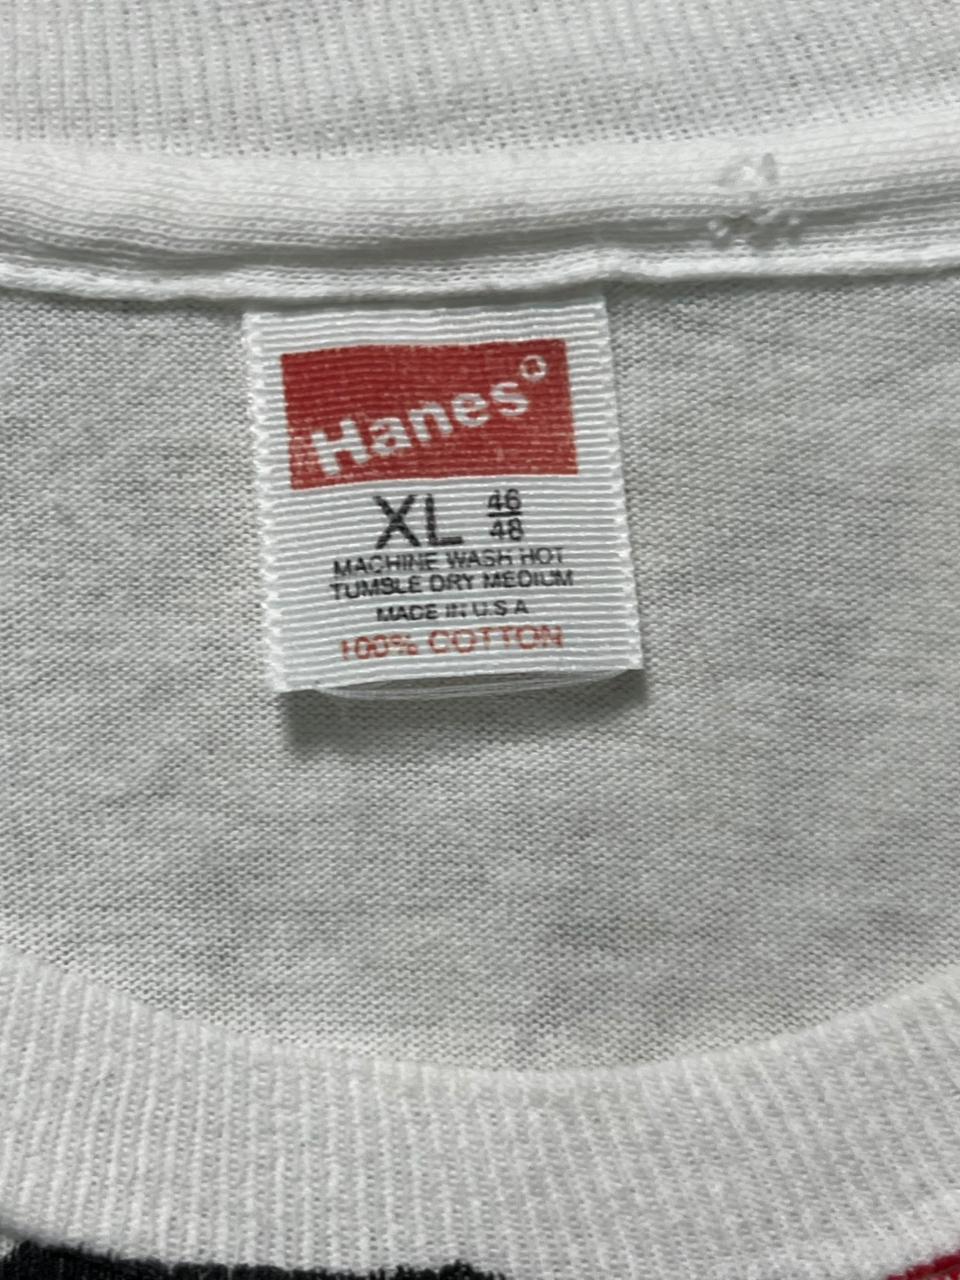 Hanes®
XL 46/48
MACHINE WASH HOT
TUMBLE DRY MEDIUM
MADE IN U.S.A
100% COTTON